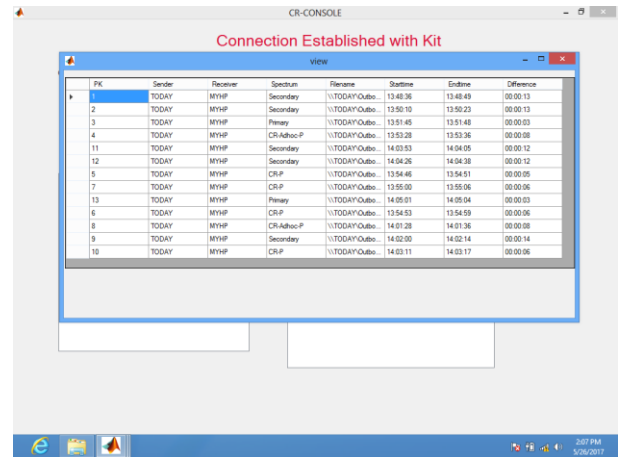 CR-CONSOLE
Connection Established with Kit
view
PK Sender Receiver Spectrum Filename Starttime Endtime Difference
1 TODAY MYHP Secondary \\TODAY\Outbo... 13:48:36 13:48:49 00:00:13
2 TODAY MYHP Secondary \\TODAY\Outbo... 13:50:10 13:50:23 00:00:13
3 TODAY MYHP Primary \\TODAY\Outbo... 13:51:45 13:51:48 00:00:03
4 TODAY MYHP CR-Adhoc-P \\TODAY\Outbo... 13:53:28 13:53:36 00:00:08
11 TODAY MYHP Secondary \\TODAY\Outbo... 14:03:53 14:04:05 00:00:12
12 TODAY MYHP Secondary \\TODAY\Outbo... 14:04:26 14:04:38 00:00:12
5 TODAY MYHP CR-P \\TODAY\Outbo... 13:54:46 13:54:51 00:00:05
7 TODAY MYHP CR-P \\TODAY\Outbo... 13:55:00 13:55:06 00:00:06
13 TODAY MYHP Primary \\TODAY\Outbo... 14:05:01 14:05:04 00:00:03
6 TODAY MYHP CR-P \\TODAY\Outbo... 13:54:53 13:54:59 00:00:06
8 TODAY MYHP CR-Adhoc-P \\TODAY\Outbo... 14:01:28 14:01:36 00:00:08
9 TODAY MYHP Secondary \\TODAY\Outbo... 14:02:00 14:02:14 00:00:14
10 TODAY MYHP CR-P \\TODAY\Outbo... 14:03:11 14:03:17 00:00:06
2:07 PM
5/26/2017